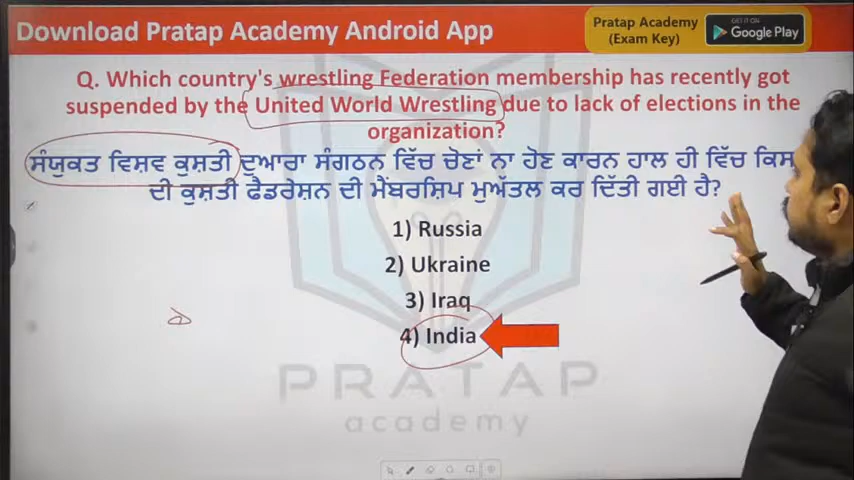 Download Pratap Academy Android App
Pratap Academy
(Exam Key)
GET IT ON
Google Play
Q. Which country's wrestling Federation membership has recently got
suspended by the United World Wrestling due to lack of elections in the
organization?
ਸੰਯੁਕਤ ਵਿਸ਼ਵ ਕੁਸ਼ਤੀ ਦੁਆਰਾ ਸੰਗਠਨ ਵਿੱਚ ਚੋਣਾਂ ਨਾ ਹੋਣ ਕਾਰਨ ਹਾਲ ਹੀ ਵਿੱਚ ਕਿਸ
ਦੀ ਕੁਸ਼ਤੀ ਫੈਡਰੇਸ਼ਨ ਦੀ ਮੈਂਬਰਸ਼ਿਪ ਮੁਅੱਤਲ ਕਰ ਦਿੱਤੀ ਗਈ ਹੈ?
1) Russia
2) Ukraine
3) Iraq
4) India
PRATAP
academy